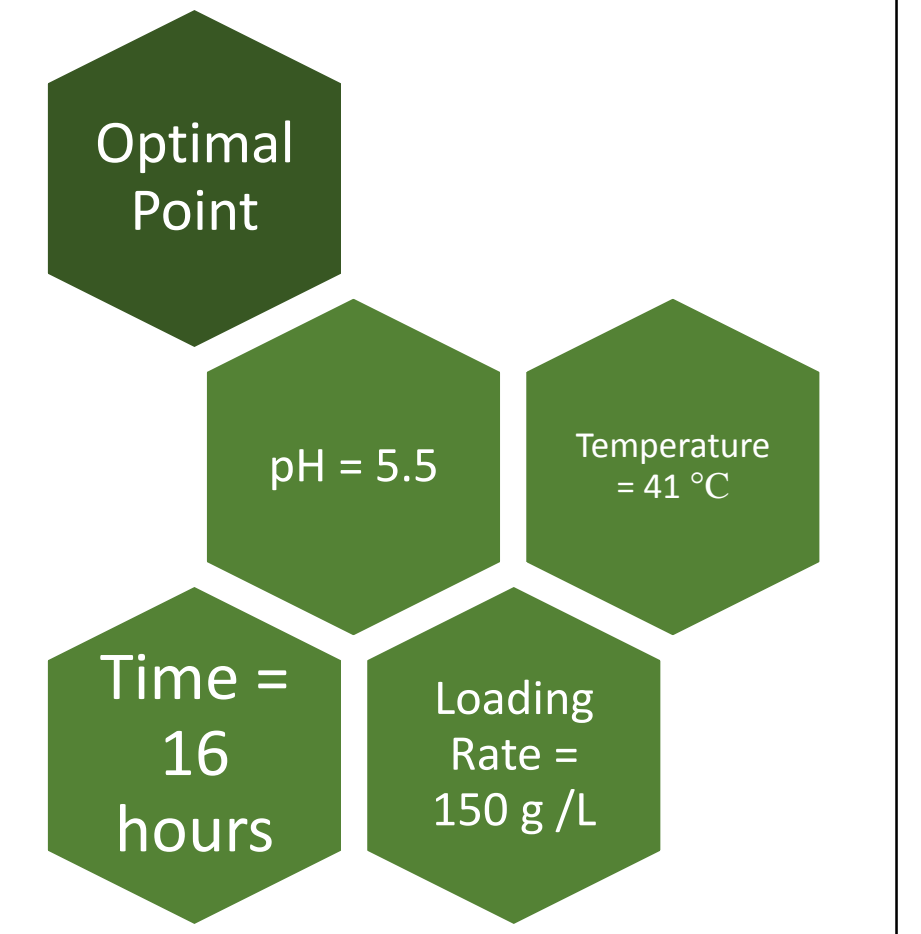 Optimal
Point
pH = 5.5
Temperature
= 41 ℃
Time =
16
hours
Loading
Rate =
150 g /L